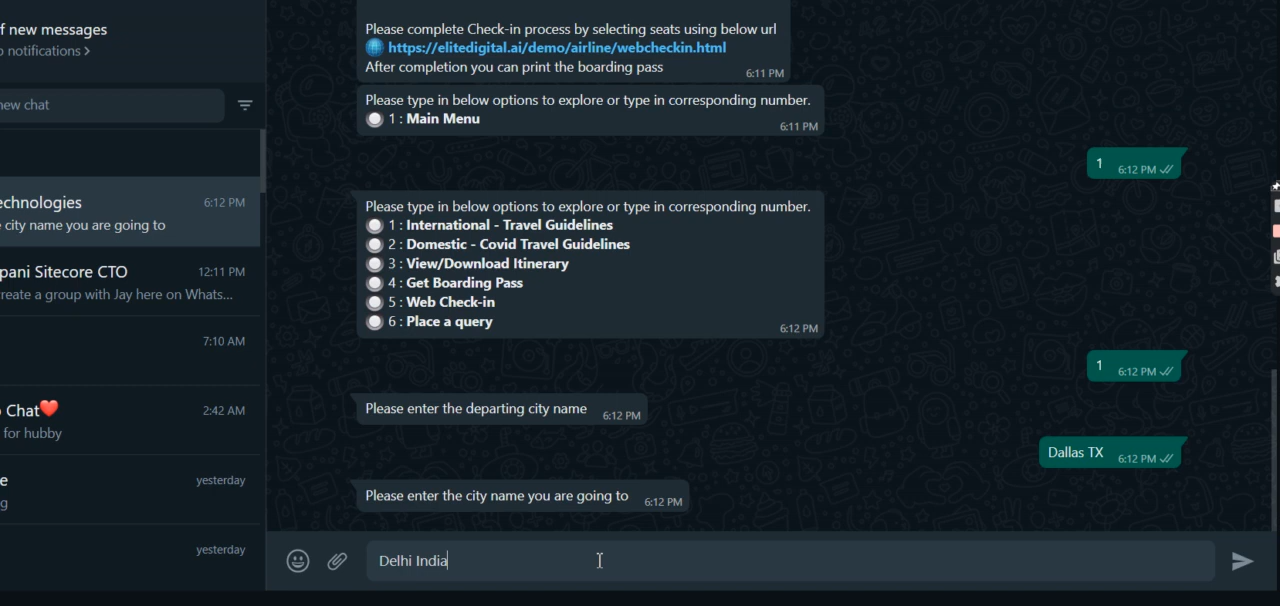 f new messages
o notifications >
new chat
echnologies 6:12 PM
e city name you are going to
pani Sitecore CTO 12:11 PM
reate a group with Jay here on Whats...
7:10 AM
o Chat❤️ 2:42 AM
for hubby
e yesterday
g
yesterday
Please complete Check-in process by selecting seats using below url
🌐 https://elitedigital.ai/demo/airline/webcheckin.html
After completion you can print the boarding pass 6:11 PM
Please type in below options to explore or type in corresponding number.
1 : Main Menu 6:11 PM
1 6:12 PM
Please type in below options to explore or type in corresponding number.
1 : International - Travel Guidelines
2 : Domestic - Covid Travel Guidelines
3 : View/Download Itinerary
4 : Get Boarding Pass
5 : Web Check-in
6 : Place a query 6:12 PM
1 6:12 PM
Please enter the departing city name 6:12 PM
Dallas TX 6:12 PM
Please enter the city name you are going to 6:12 PM
Delhi India